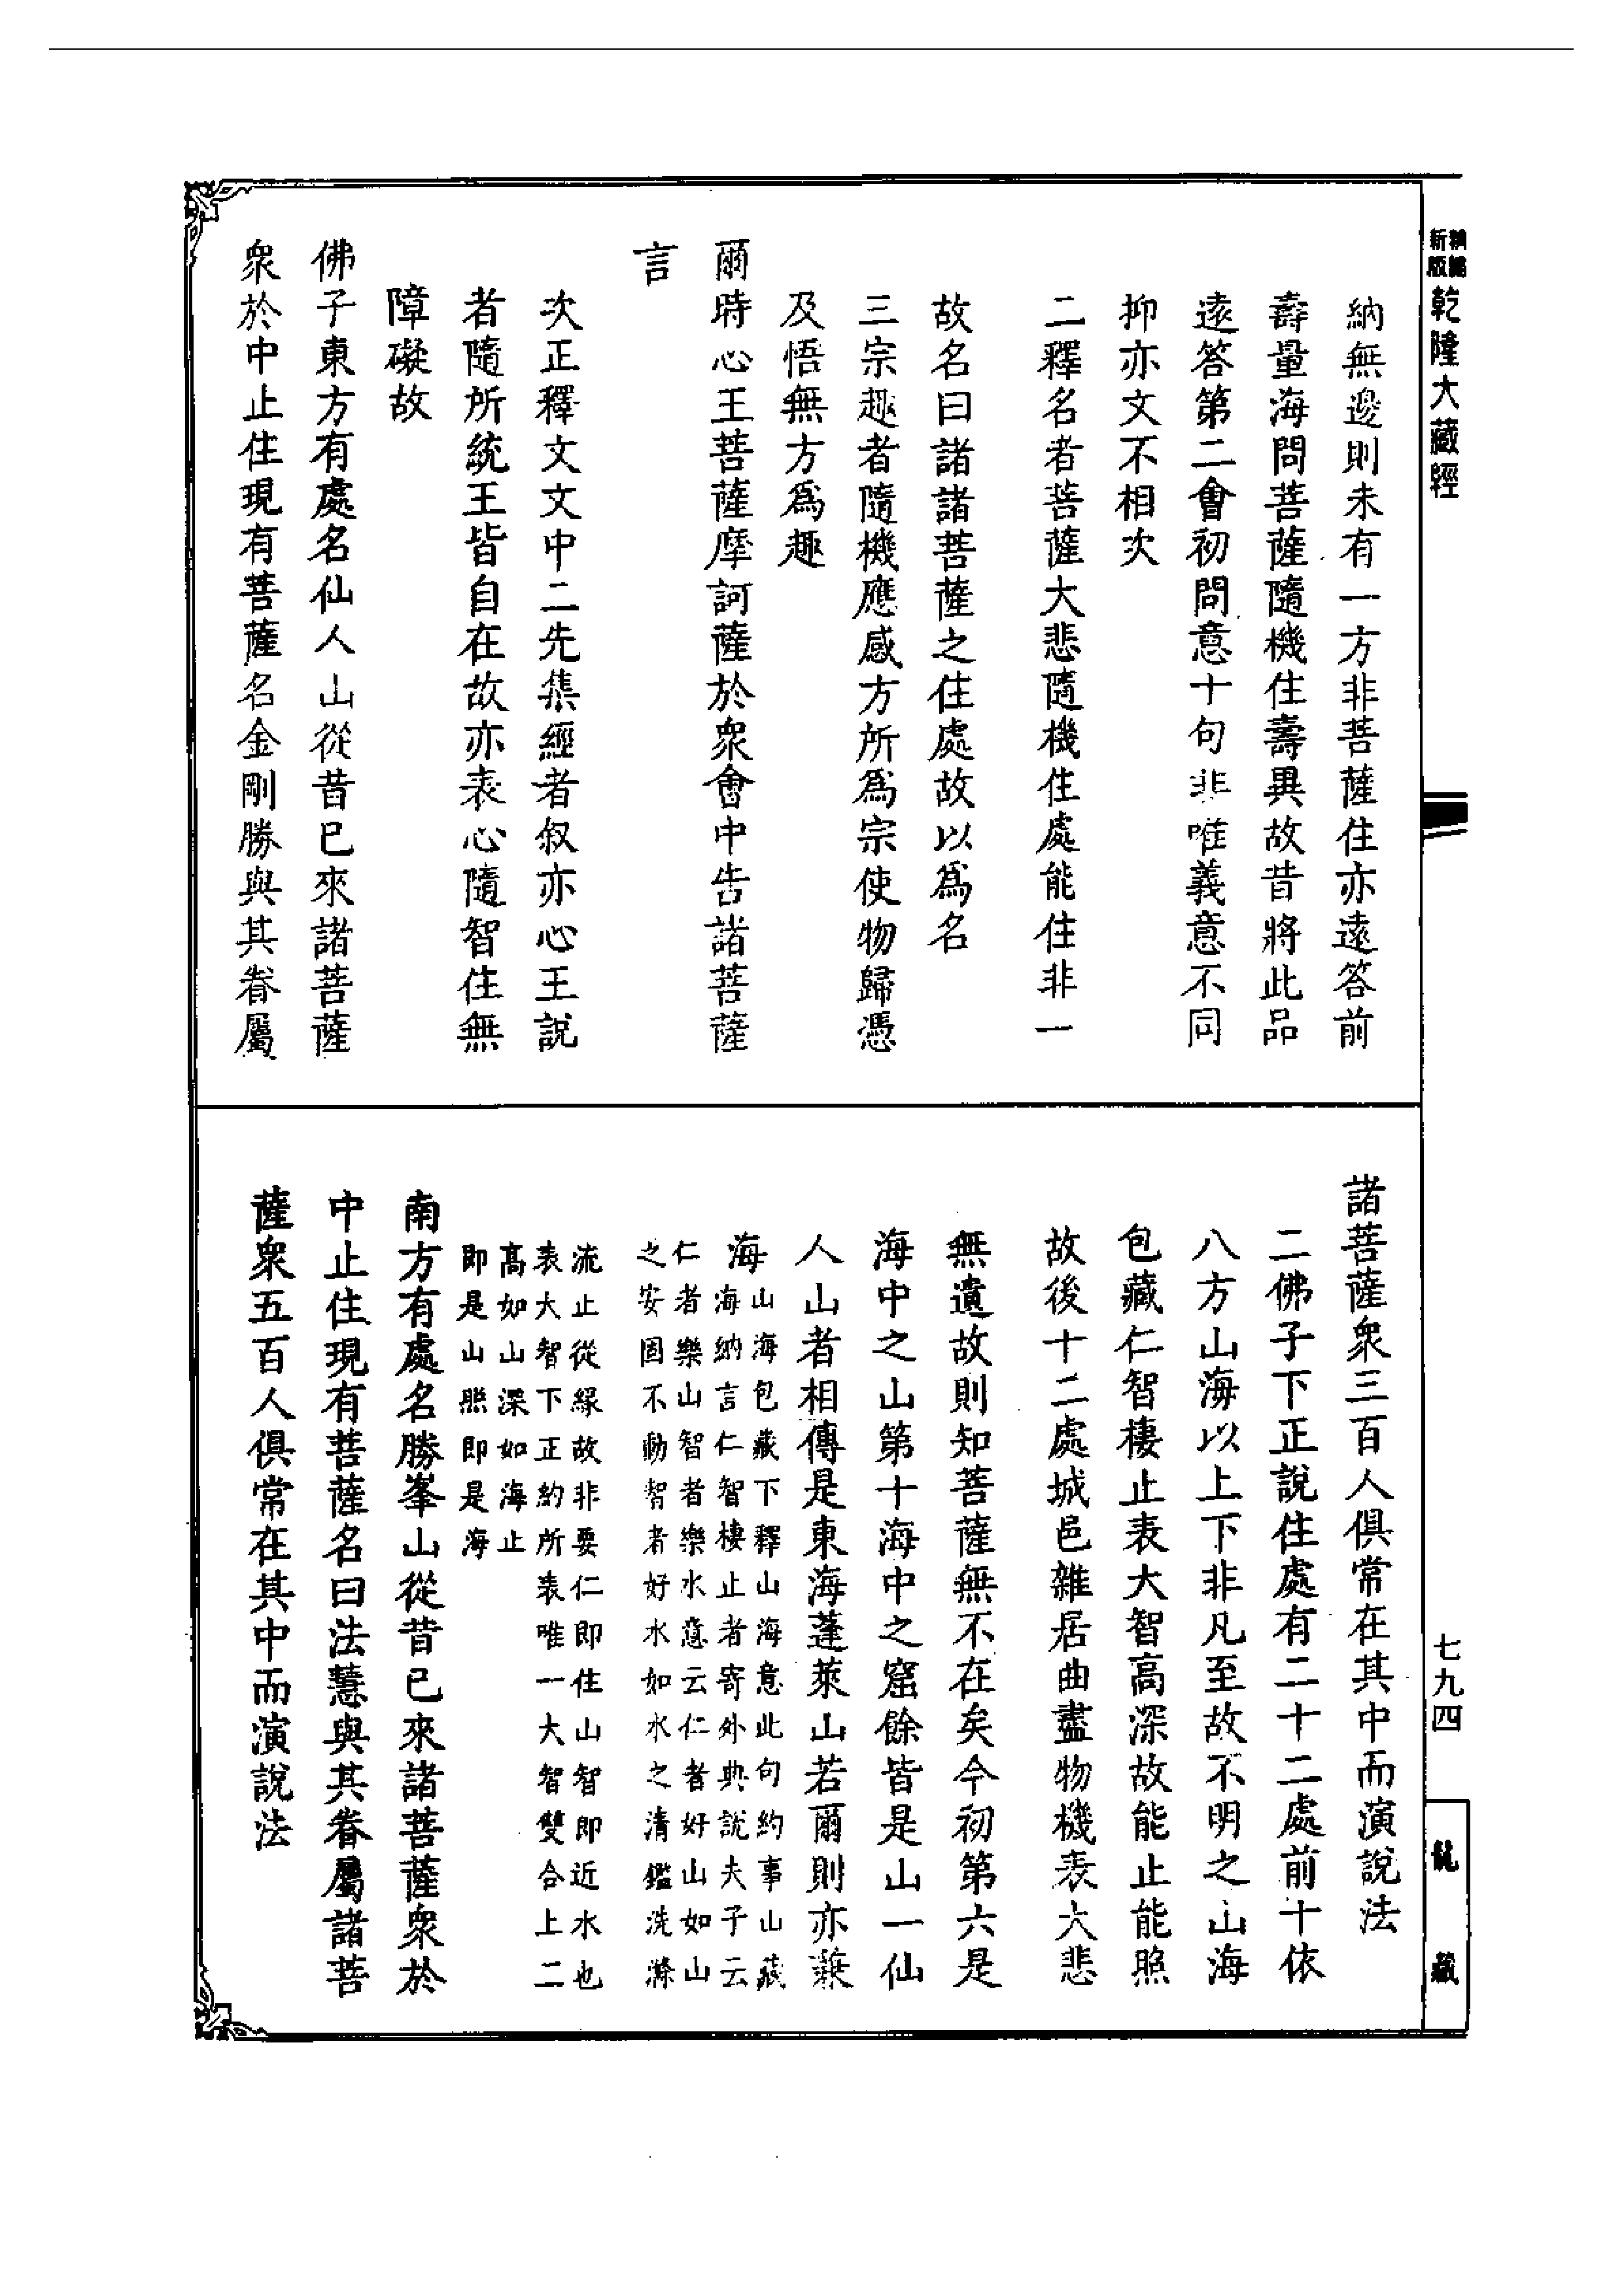 新編
新版
乾隆大藏經
七九四
龍藏
納無邊則未有一方非菩薩住亦遠答前
壽量海問菩薩隨機住壽異故昔將此品
遠答第二會初問意十句非唯義意不同
抑亦文不相次
二釋名者菩薩大悲隨機住處能住非一
故名曰諸諸菩薩之住處故以爲名
三宗趣者隨機應感方所爲宗使物歸憑
及悟無方爲趣
爾時心王菩薩摩訶薩於衆會中告諸菩薩
言
次正釋文文中二先集經者叙亦心王說
者隨所統王皆自在故亦表心隨智住無
障礙故
佛子東方有處名仙人山從昔已來諸菩薩
衆於中止住現有菩薩名金剛勝與其眷屬
諸菩薩衆三百人俱常在其中而演說法
二佛子下正說住處有二十二處前十依
八方山海以上下非凡至故不明之山海
包藏仁智棲止表大智高深故能止能照
故後十二處城邑雜居曲盡物機表大悲
無遺故則知菩薩無不在矣今初第六是
海中之山第十海中之窟餘皆是山一仙
人山者相傳是東海蓬萊山若爾則亦兼
海
山海包藏下釋山海意此句約事山藏
海納言仁智棲止者寄外典說夫子云
仁者樂山智者樂水意云仁者好山如山
之安固不動智者好水如水之清鑑洗滌
流止從緣故非要仁即住山智即近水也
表大智下正約所表唯一大智雙合上二
高如山深如海止
即是山照即是海
南方有處名勝峯山從昔已來諸菩薩衆於
中止住現有菩薩名曰法慧與其眷屬諸菩
薩衆五百人俱常在其中而演說法